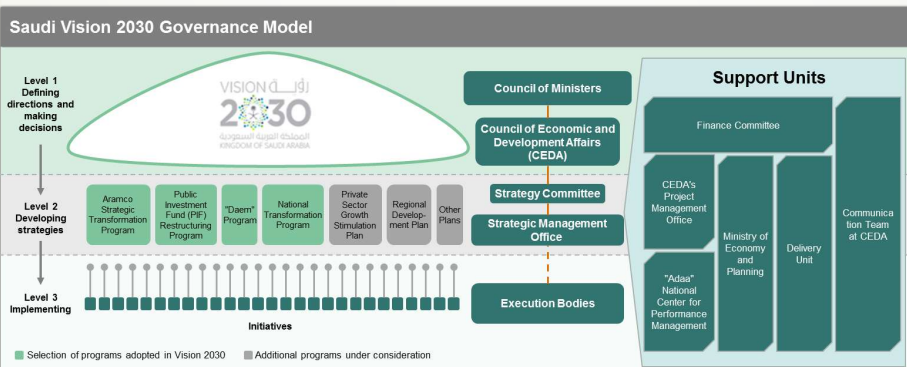 Saudi Vision 2030 Governance Model
Level 1
Defining
directions and
making
decisions
VISION رؤيــة
2030
المملكة العربية السعودية
KINGDOM OF SAUDI ARABIA
Council of Ministers
Council of Economic and
Development Affairs
(CEDA)
Level 2
Developing
strategies
Aramco
Strategic
Transformation
Program
Public
Investment
Fund (PIF)
Restructuring
Program
"Daem"
Program
National
Transformation
Program
Private
Sector
Growth
Stimulation
Plan
Regional
Develop-
ment Plan
Other
Plans
Strategy Committee
Strategic Management
Office
Level 3
Implementing
Initiatives
Execution Bodies
Selection of programs adopted in Vision 2030
Additional programs under consideration
Support Units
Finance Committee
CEDA's
Project
Management
Office
"Adaa"
National
Center for
Performance
Management
Ministry of
Economy
and
Planning
Delivery
Unit
Communica
tion Team
at CEDA